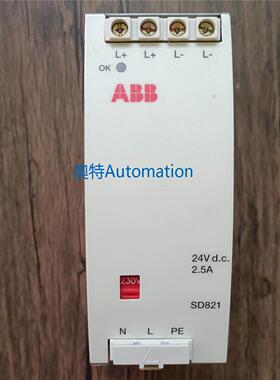 L+ L+ L- L-
OK
ABB
奥特Automation
24V d.c.
2.5A
230V
SD821
N L PE